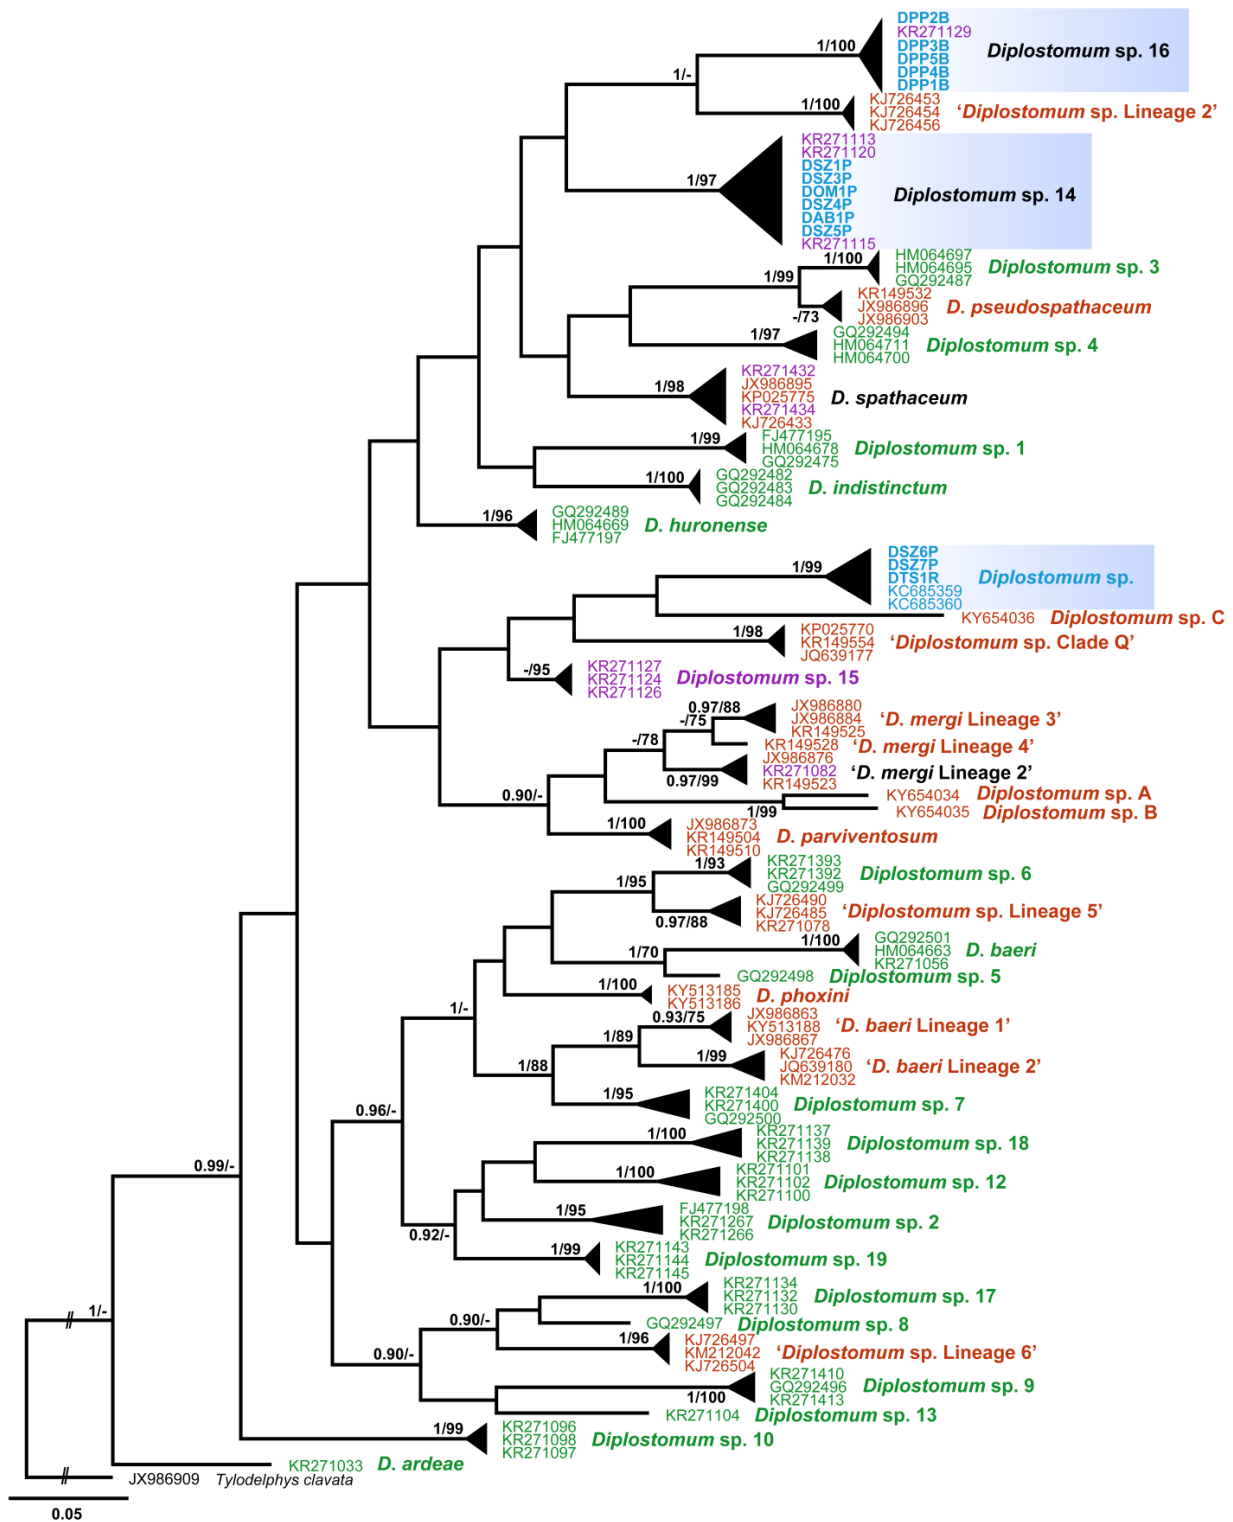 DPP2B
KR271129
DPP3B
DPP5B
DPP4B
DPP1B
1/100
Diplostomum sp. 16
1/-
KJ726453
KJ726454
KJ726456
1/100
‘Diplostomum sp. Lineage 2’
KR271113
KR271120
DSZ1P
DSZ3P
DOM1P
DSZ4P
DAB1P
DSZ5P
KR271115
1/97
Diplostomum sp. 14
HM064697
HM064695
GQ292487
1/100
Diplostomum sp. 3
1/99
KR149532
JX986896
JX986903
-/73
D. pseudospathaceum
GQ292494
HM064711
HM064700
1/97
Diplostomum sp. 4
KR271432
JX986895
KP025775
KR271434
KJ726433
1/98
D. spathaceum
FJ477195
HM064678
GQ292475
1/99
Diplostomum sp. 1
GQ292482
GQ292483
GQ292484
1/100
D. indistinctum
GQ292489
HM064669
FJ477197
1/96
D. huronense
DSZ6P
DSZ7P
DTS1R
KC685359
KC685360
1/99
Diplostomum sp.
KY654036 Diplostomum sp. C
KP025770
KR149554
JQ639177
1/98
‘Diplostomum sp. Clade Q’
KR271127
KR271124
KR271126
-/95
Diplostomum sp. 15
JX986880
JX986884
KR149525
0.97/88
‘D. mergi Lineage 3’
-/75
KR149528 ‘D. mergi Lineage 4’
-/78
JX986876
KR271082
KR149523
0.97/99
‘D. mergi Lineage 2’
KY654034 Diplostomum sp. A
KY654035 Diplostomum sp. B
1/99
0.90/-
JX986873
KR149504
KR149510
1/100
D. parviventosum
KR271393
KR271392
GQ292499
1/93
Diplostomum sp. 6
1/95
KJ726490
KJ726485
KR271078
0.97/88
‘Diplostomum sp. Lineage 5’
GQ292501
HM064663
KR271056
1/100
D. baeri
1/70
GQ292498 Diplostomum sp. 5
KY513185
KY513186
1/100
D. phoxini
1/-
JX986863
KY513188
JX986867
0.93/75
‘D. baeri Lineage 1’
1/89
KJ726476
JQ639180
KM212032
1/99
‘D. baeri Lineage 2’
1/88
KR271404
KR271400
GQ292500
1/95
Diplostomum sp. 7
0.96/-
KR271137
KR271139
KR271138
1/100
Diplostomum sp. 18
KR271101
KR271102
KR271100
1/100
Diplostomum sp. 12
0.99/-
FJ477198
KR271267
KR271266
1/95
Diplostomum sp. 2
0.92/-
KR271143
KR271144
KR271145
1/99
Diplostomum sp. 19
KR271134
KR271132
KR271130
1/100
Diplostomum sp. 17
0.90/-
GQ292497 Diplostomum sp. 8
1/-
KJ726497
KM212042
KJ726504
1/96
‘Diplostomum sp. Lineage 6’
0.90/-
KR271410
GQ292496
KR271413
1/100
Diplostomum sp. 9
KR271104 Diplostomum sp. 13
KR271096
KR271098
KR271097
1/99
Diplostomum sp. 10
KR271033 D. ardeae
JX986909 Tylodelphys clavata
0.05